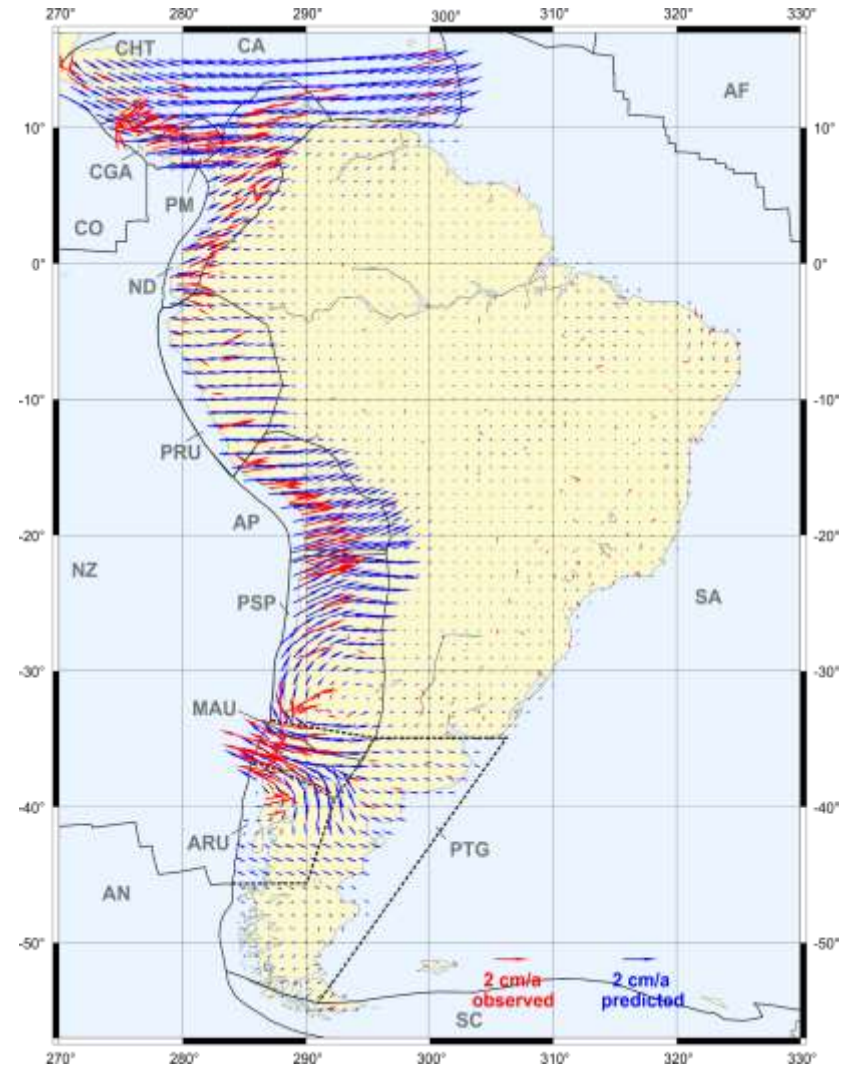 270° 280° 290° 300° 310° 320° 330°
CHT CA
AF
10° 10°
CGA
PM
CO
0° 0°
ND
-10° -10°
PRU
AP
-20° -20°
NZ
PSP
SA
-30° -30°
MAU
-40° -40°
ARU
PTG
AN
-50° -50°
2 cm/a 2 cm/a
observed predicted
SC
270° 280° 290° 300° 310° 320° 330°